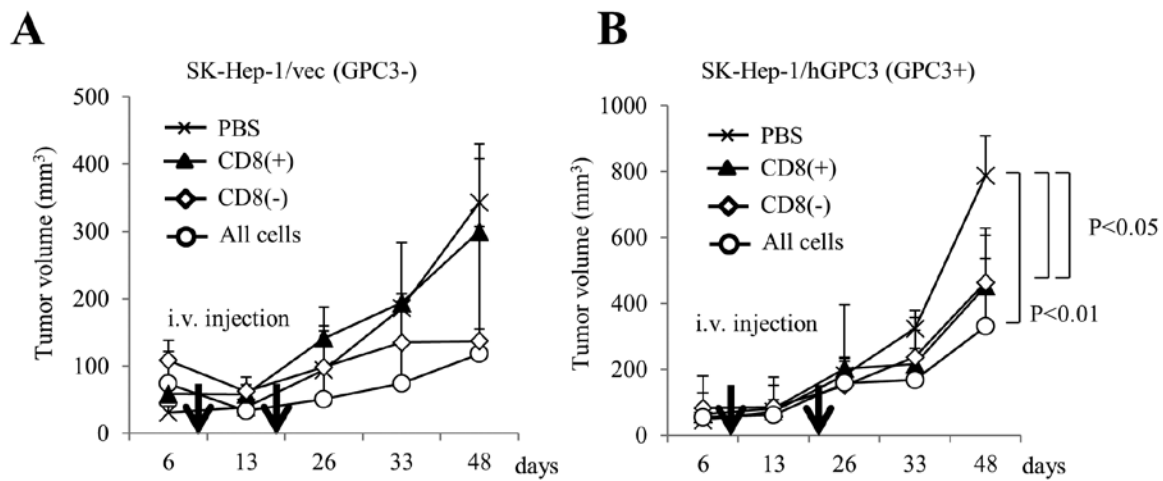 A
SK-Hep-1/vec (GPC3-)
Tumor volume (mm³)
500
400
300
200
100
0
PBS
CD8(+)
CD8(-)
All cells
i.v. injection
6 13 26 33 48 days
B
SK-Hep-1/hGPC3 (GPC3+)
Tumor volume (mm³)
1000
800
600
400
200
0
PBS
CD8(+)
CD8(-)
All cells
i.v. injection
P<0.05
P<0.01
6 13 26 33 48 days